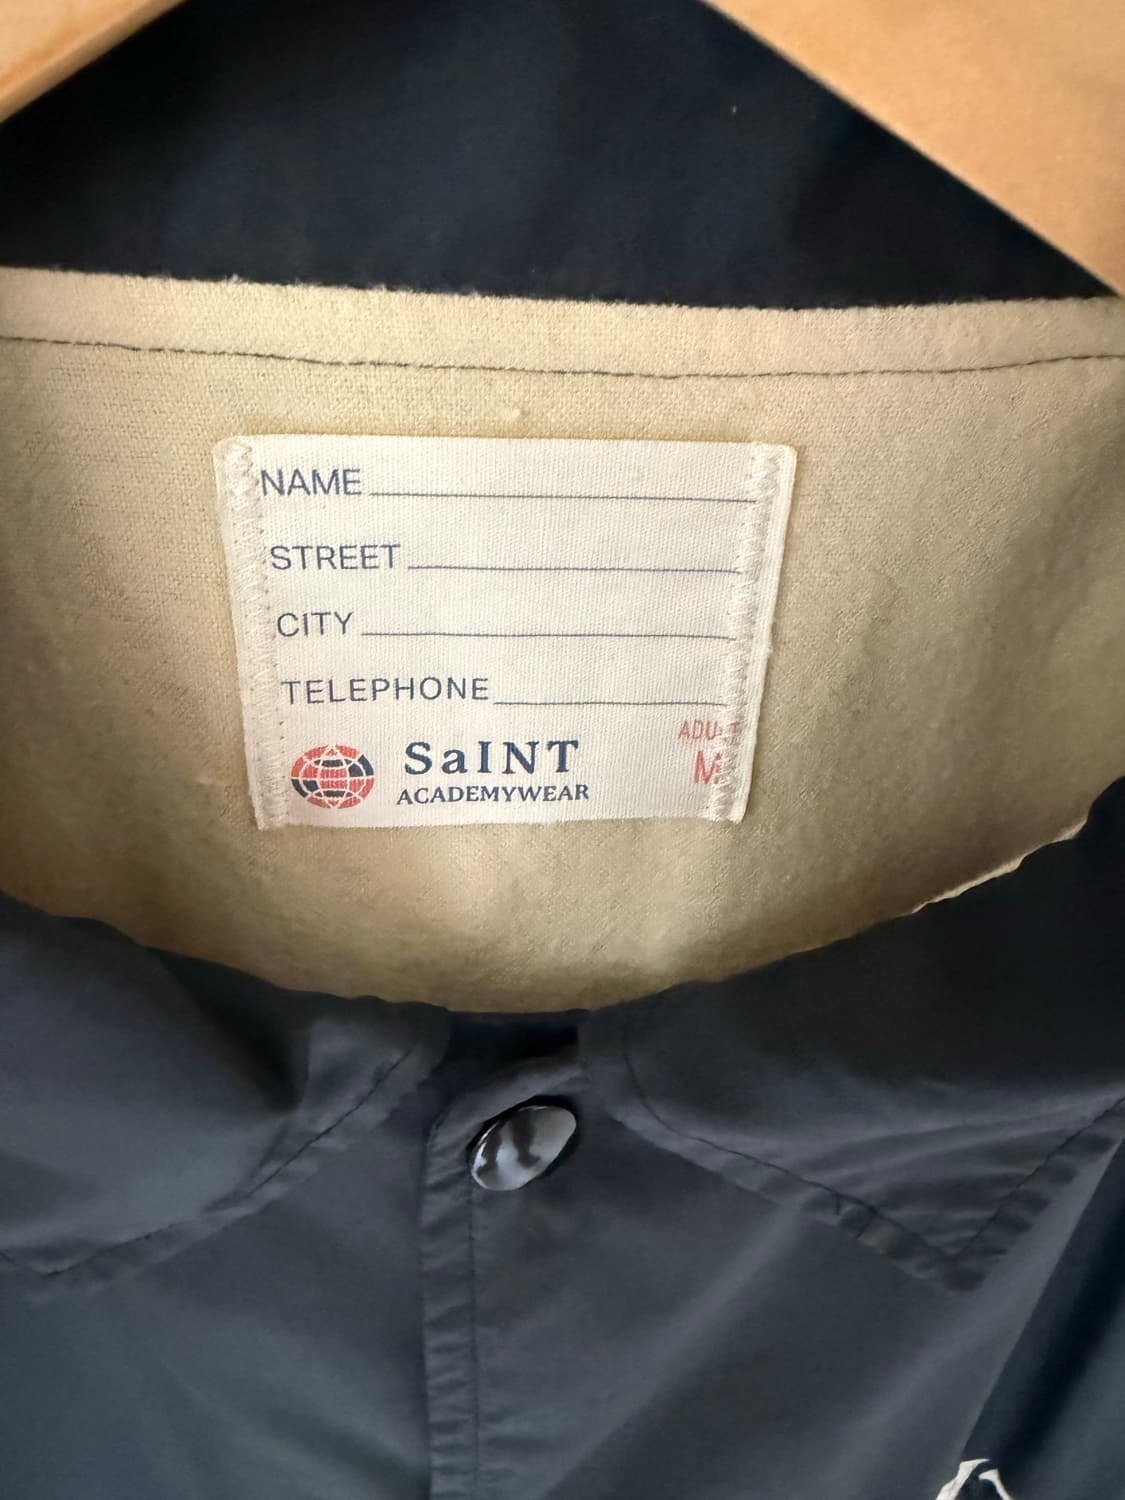 NAME
STREET
CITY
TELEPHONE
SaINT
ACADEMYWEAR
M